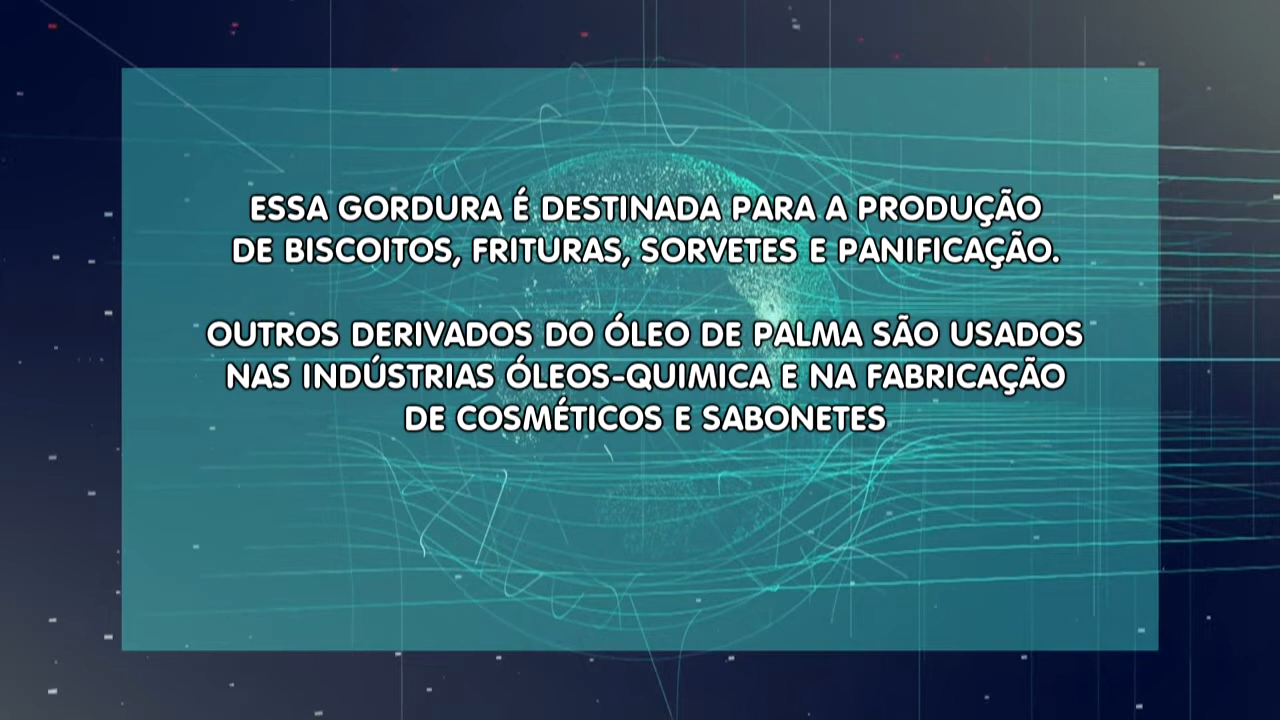 ESSA GORDURA É DESTINADA PARA A PRODUÇÃO
DE BISCOITOS, FRITURAS, SORVETES E PANIFICAÇÃO.
OUTROS DERIVADOS DO ÓLEO DE PALMA SÃO USADOS
NAS INDÚSTRIAS ÓLEOS-QUIMICA E NA FABRICAÇÃO
DE COSMÉTICOS E SABONETES